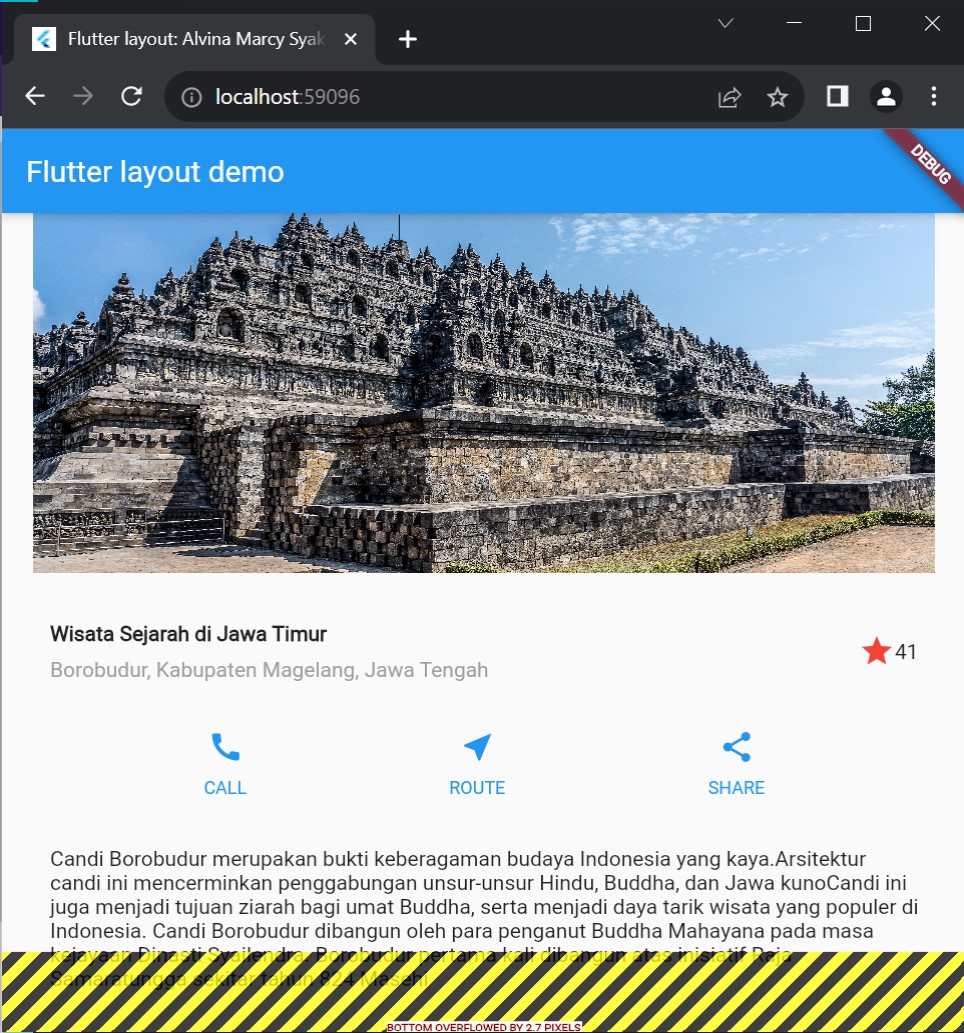 Flutter layout: Alvina Marcy Syak
localhost:59096
Flutter layout demo
DEBUG
Wisata Sejarah di Jawa Timur
Borobudur, Kabupaten Magelang, Jawa Tengah
41
CALL ROUTE SHARE
Candi Borobudur merupakan bukti keberagaman budaya Indonesia yang kaya.Arsitektur
candi ini mencerminkan penggabungan unsur-unsur Hindu, Buddha, dan Jawa kunoCandi ini
juga menjadi tujuan ziarah bagi umat Buddha, serta menjadi daya tarik wisata yang populer di
Indonesia. Candi Borobudur dibangun oleh para penganut Buddha Mahayana pada masa
kejayaan Dinasti Syailendra. Borobudur pertama kali dibangun atas inisiatif Raja
Samaratungga sekitar tahun 824 Masehi
BOTTOM OVERFLOWED BY 2.7 PIXELS